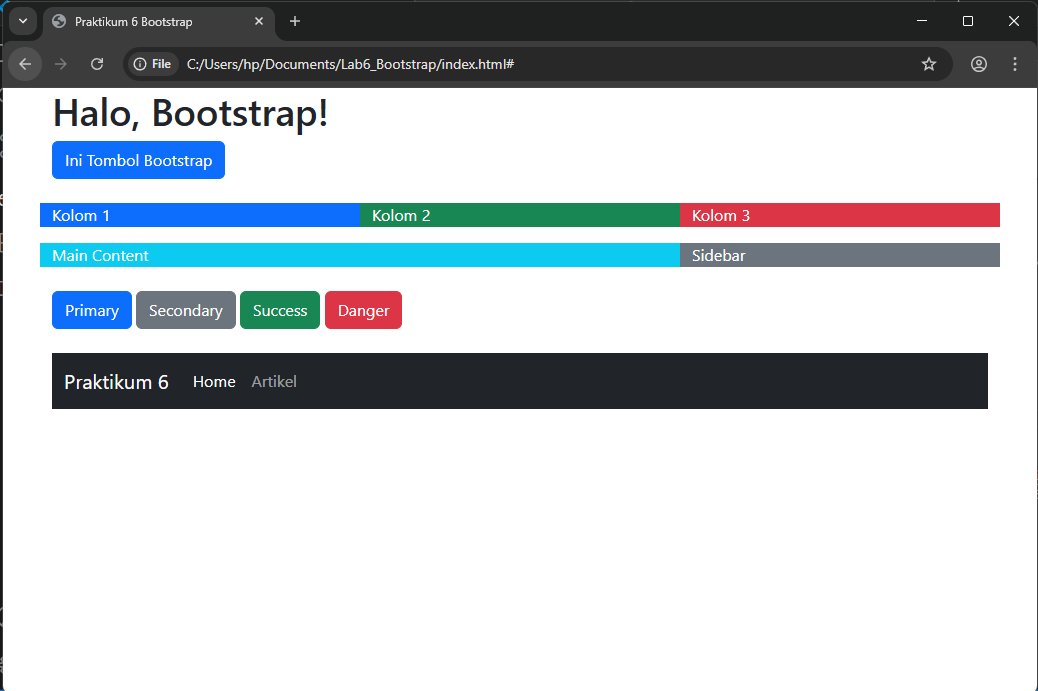 Praktikum 6 Bootstrap
File C:/Users/hp/Documents/Lab6_Bootstrap/index.html#
Halo, Bootstrap!
Ini Tombol Bootstrap
Kolom 1 Kolom 2 Kolom 3
Main Content Sidebar
Primary Secondary Success Danger
Praktikum 6 Home Artikel